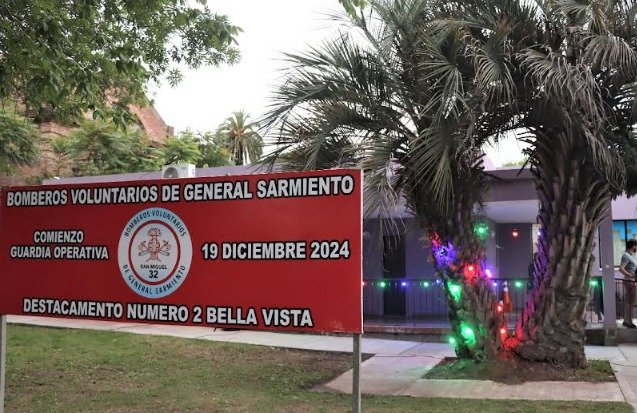 BOMBEROS VOLUNTARIOS DE GENERAL SARMIENTO
COMIENZO
GUARDIA OPERATIVA
BOMBEROS VOLUNTARIOS
SAN MIGUEL
32
DE GENERAL SARMIENTO
19 DICIEMBRE 2024
DESTACAMENTO NUMERO 2 BELLA VISTA